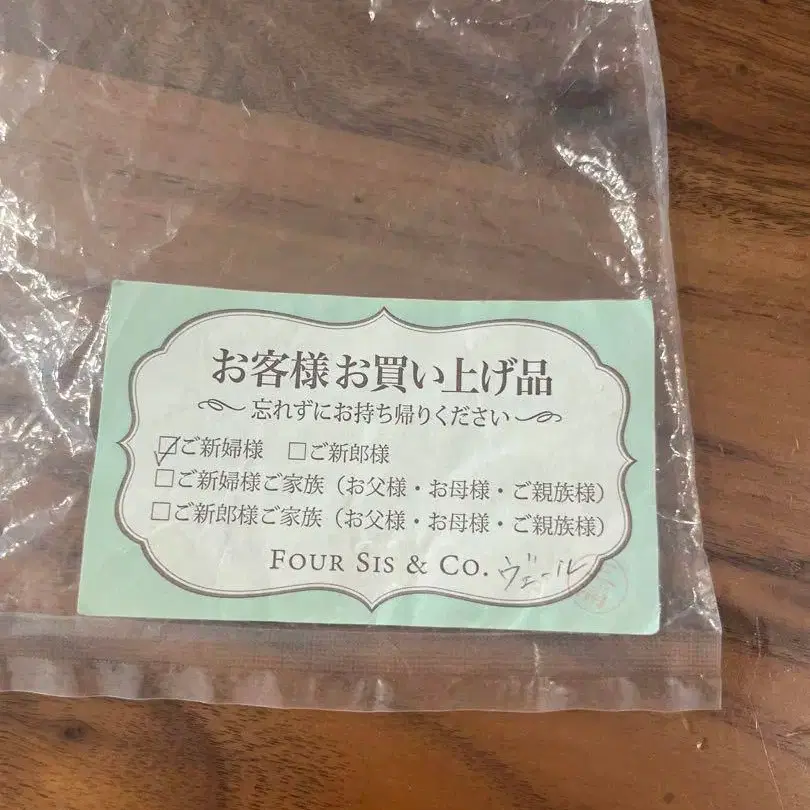 お客様お買い上げ品
忘れずにお持ち帰りください
☑ご新婦様 □ご新郎様
□ご新婦様ご家族（お父様・お母様・ご親族様）
□ご新郎様ご家族（お父様・お母様・ご親族様）
FOUR SIS & CO. ヴェール